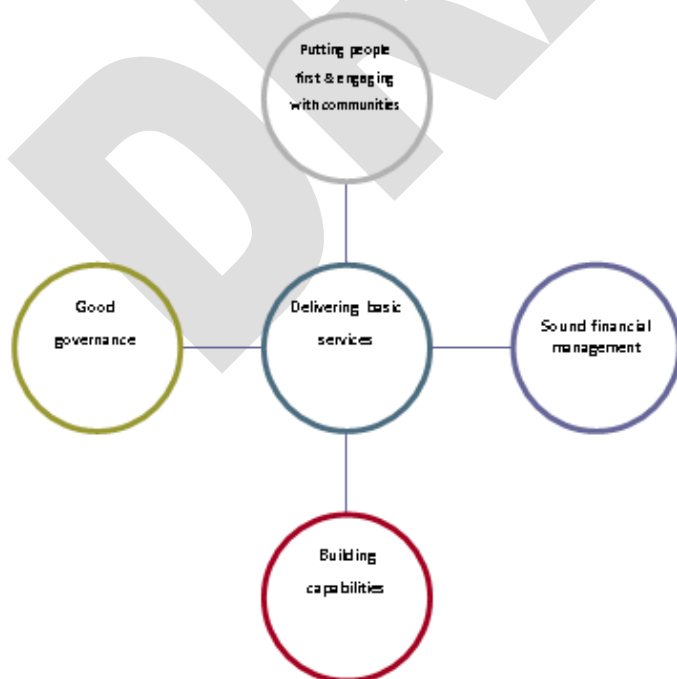 Putting people
first & engaging
with communities
Good
governance
Delivering basic
services
Sound financial
management
Building
capabilities